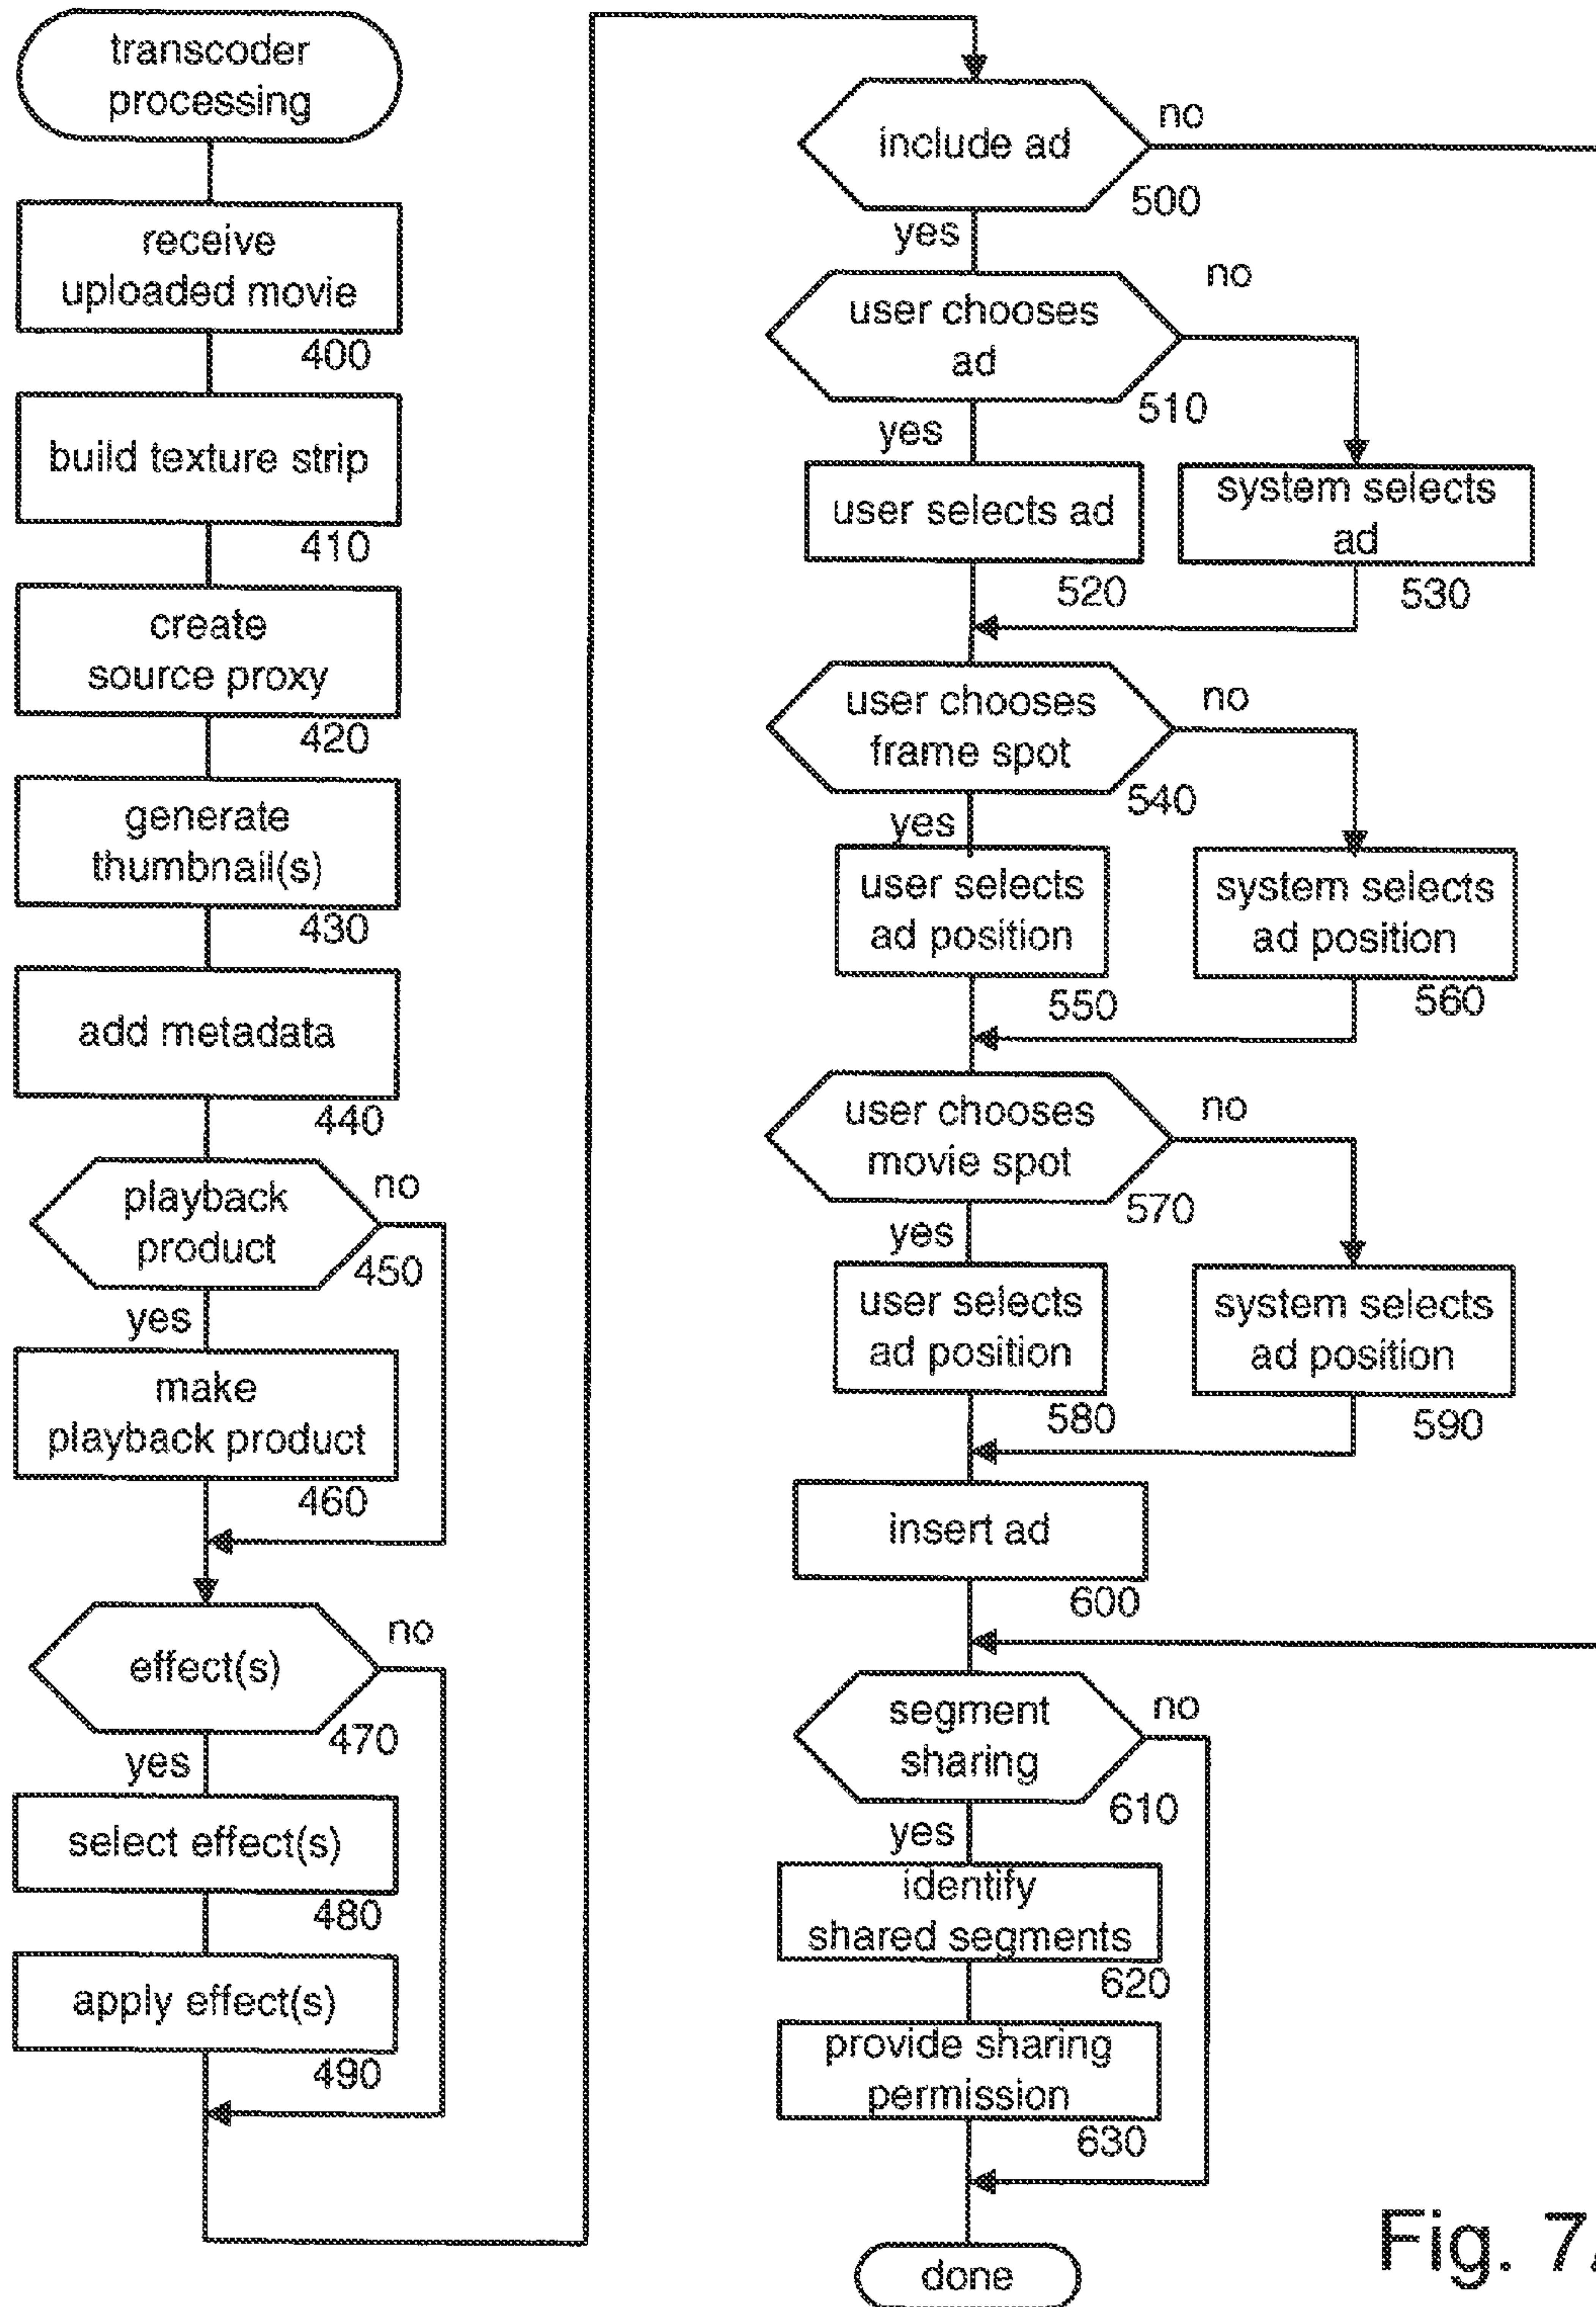 transcoder
processing
receive
uploaded movie
400
build texture strip
410
create
source proxy
420
generate
thumbnail(s)
430
add metadata
440
playback
product
no
450
yes
make
playback product
460
effect(s)
no
470
yes
select effect(s)
480
apply effect(s)
490
include ad
no
500
yes
user chooses
ad
no
510
yes
user selects ad
520
system selects
ad
530
user chooses
frame spot
no
540
yes
user selects
ad position
550
system selects
ad position
560
user chooses
movie spot
no
570
yes
user selects
ad position
580
system selects
ad position
590
insert ad
600
segment
sharing
no
610
yes
identify
shared segments
620
provide sharing
permission
630
done
Fig.